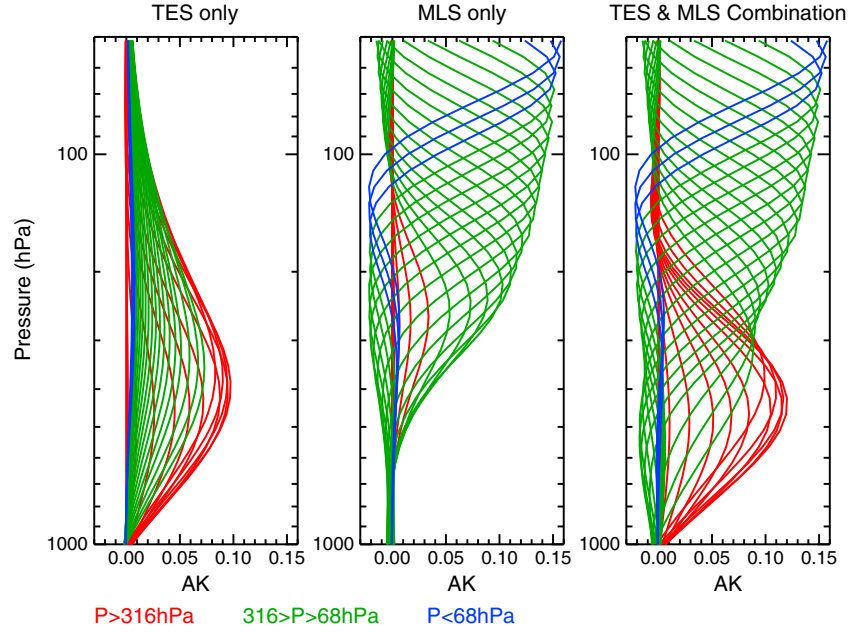 TES only
MLS only
TES & MLS Combination
Pressure (hPa)
100
1000
0.00 0.05 0.10 0.15
AK
100
1000
0.00 0.05 0.10 0.15
AK
100
1000
0.00 0.05 0.10 0.15
AK
P>316hPa
316>P>68hPa
P<68hPa